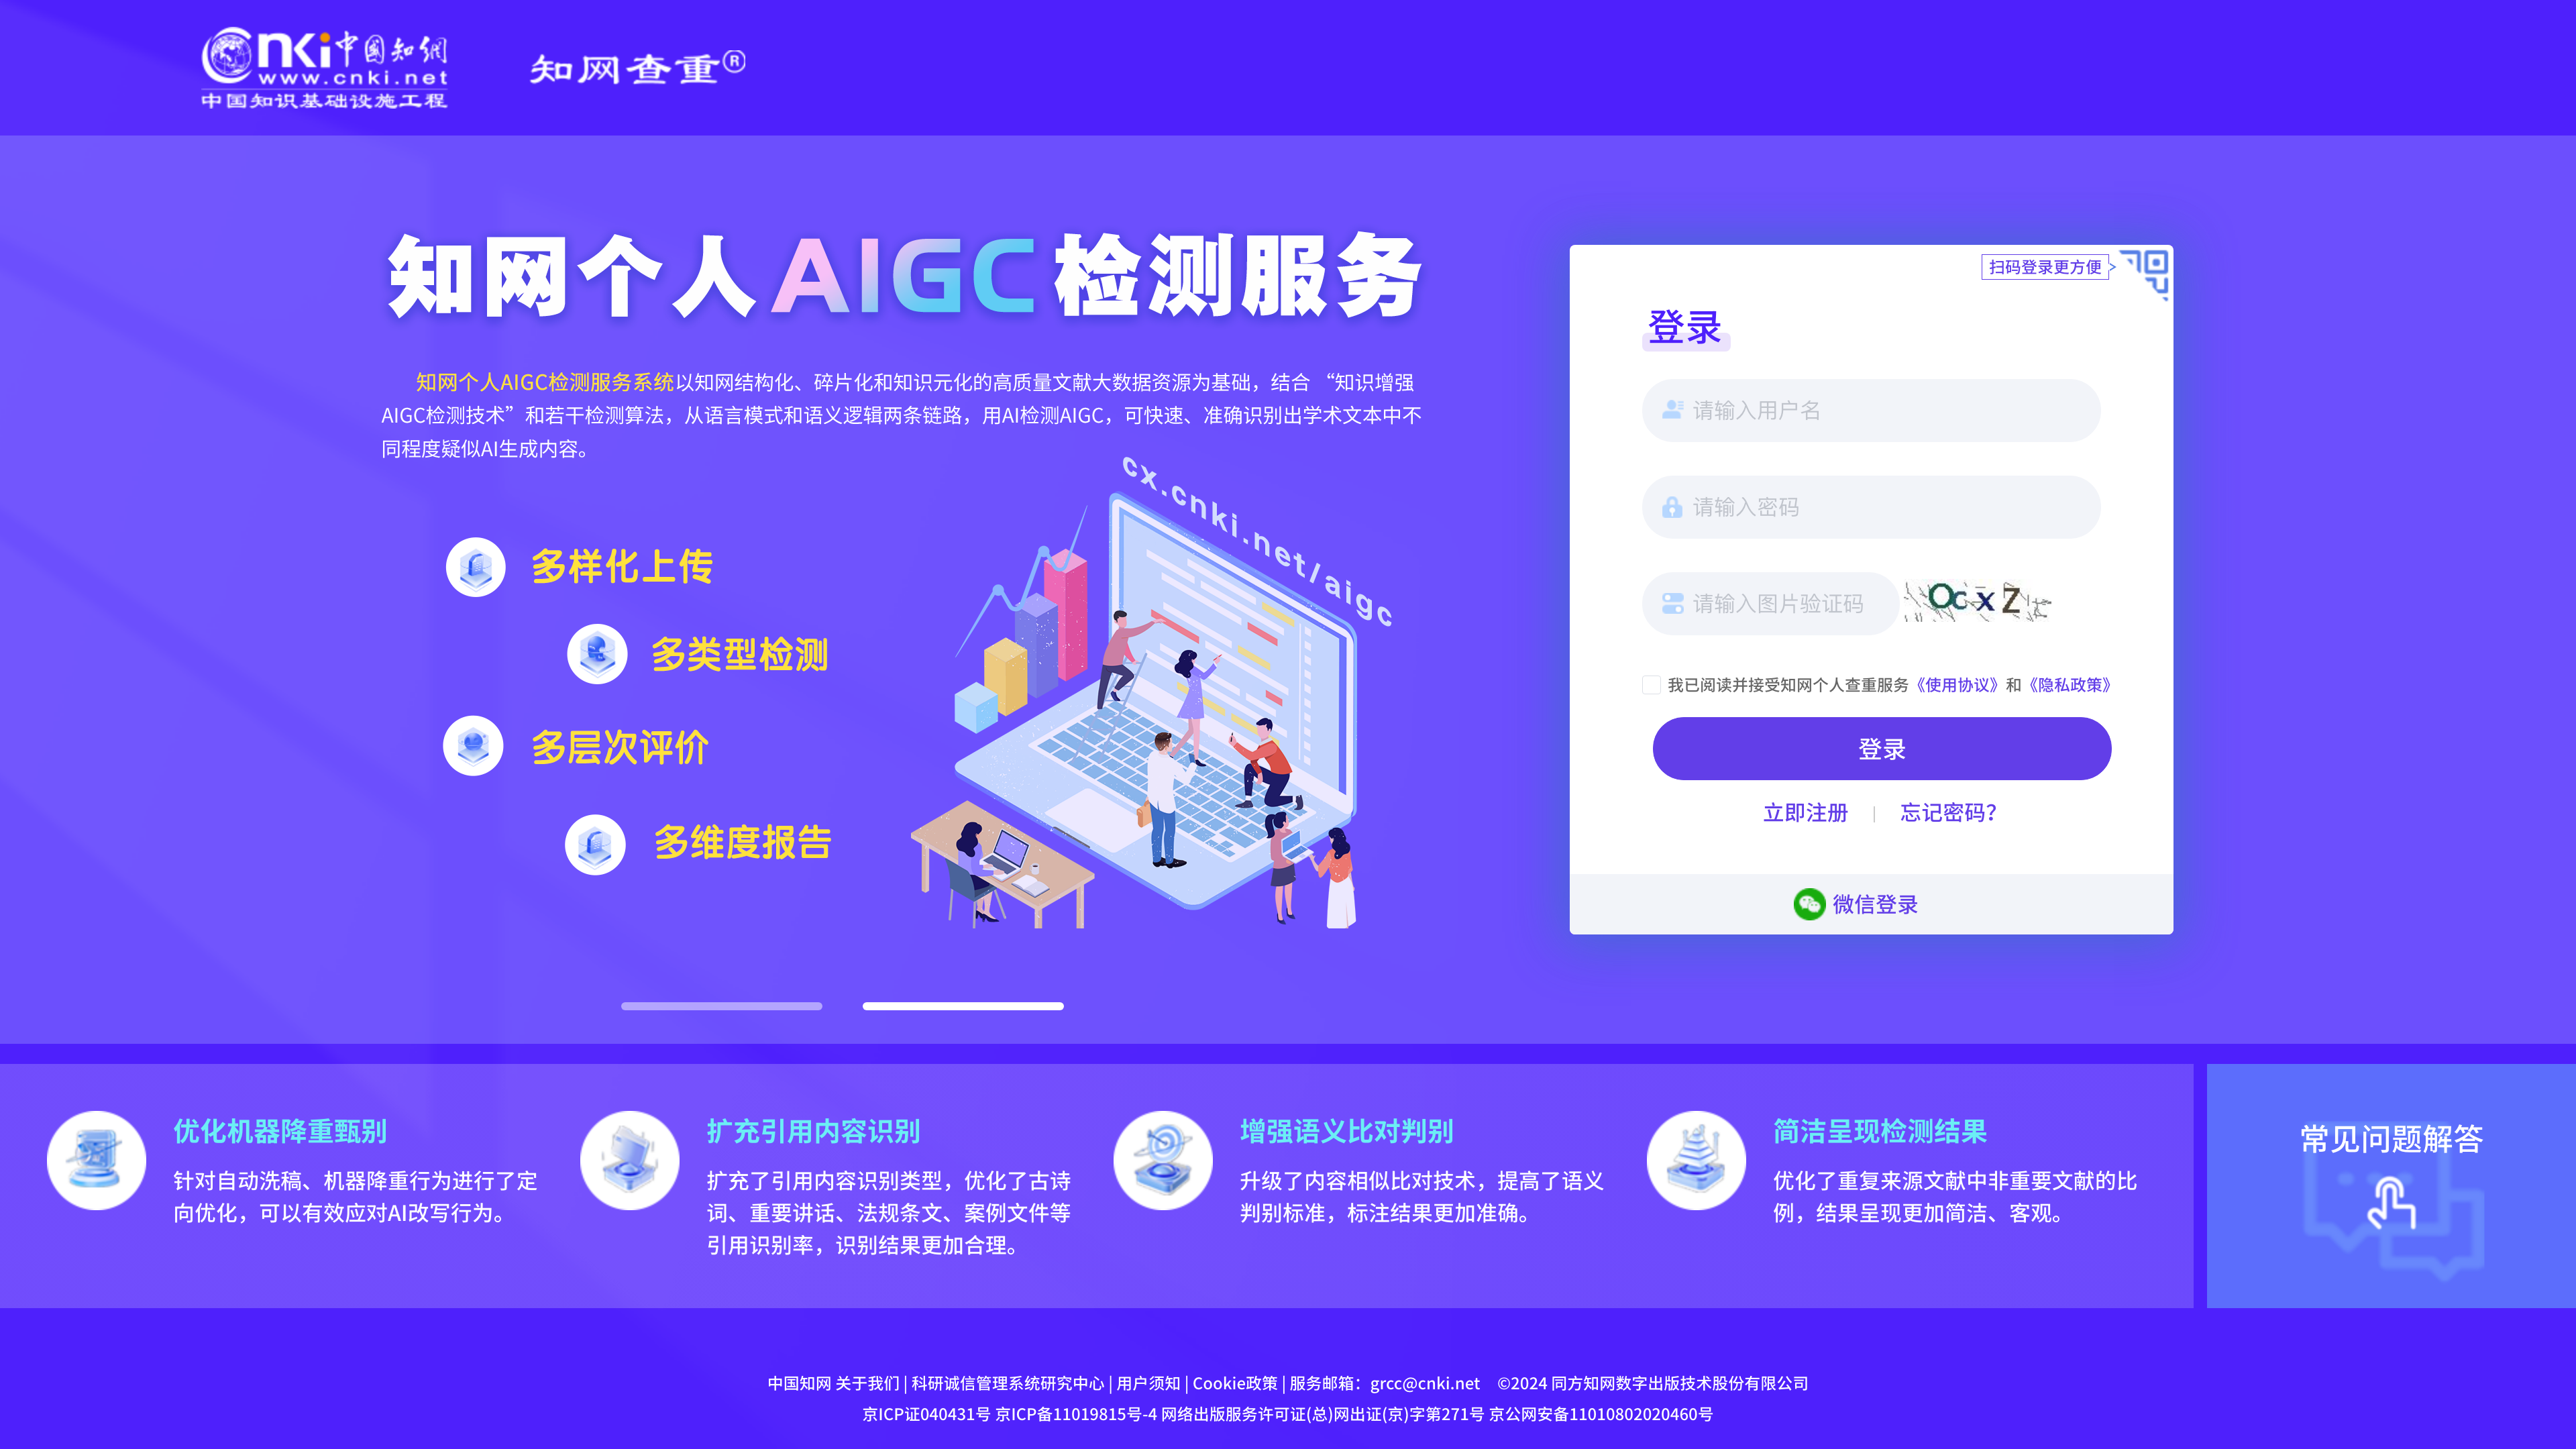 cnki中国知網
www.cnki.net
中国知识基础设施工程
知网查重®
知网个人AIGC检测服务
知网个人AIGC检测服务系统以知网结构化、碎片化和知识元化的高质量文献大数据资源为基础，结合 “知识增强
AIGC检测技术”和若干检测算法，从语言模式和语义逻辑两条链路，用AI检测AIGC，可快速、准确识别出学术文本中不
同程度疑似AI生成内容。
cx.cnki.net/aigc
多样化上传
多类型检测
多层次评价
多维度报告
扫码登录更方便
登录
请输入用户名
请输入密码
请输入图片验证码
OcxZ
我已阅读并接受知网个人查重服务《使用协议》和《隐私政策》
登录
立即注册 | 忘记密码？
微信登录
优化机器降重甄别
针对自动洗稿、机器降重行为进行了定
向优化，可以有效应对AI改写行为。
扩充引用内容识别
扩充了引用内容识别类型，优化了古诗
词、重要讲话、法规条文、案例文件等
引用识别率，识别结果更加合理。
增强语义比对判别
升级了内容相似比对技术，提高了语义
判别标准，标注结果更加准确。
简洁呈现检测结果
优化了重复来源文献中非重要文献的比
例，结果呈现更加简洁、客观。
常见问题解答
中国知网 关于我们 | 科研诚信管理系统研究中心 | 用户须知 | Cookie政策 | 服务邮箱：grcc@cnki.net ©2024 同方知网数字出版技术股份有限公司
京ICP证040431号 京ICP备11019815号-4 网络出版服务许可证(总)网出证(京)字第271号 京公网安备11010802020460号